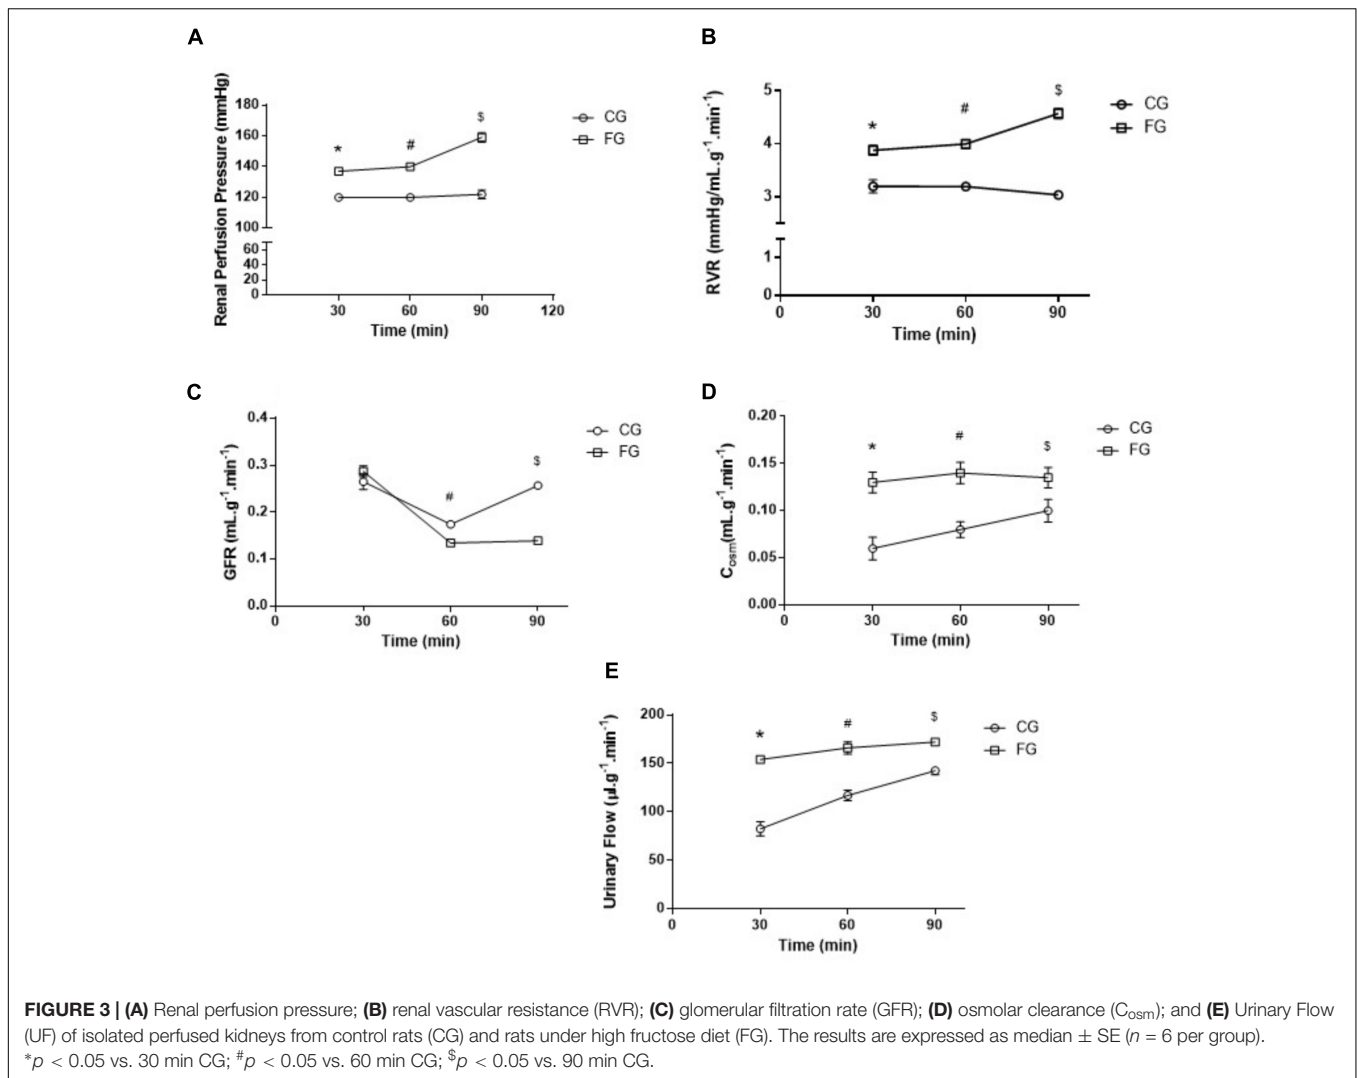 A
Renal Perfusion Pressure (mmHg)
180
160
140
120
100
60
40
20
0
30
60
90
120
Time (min)
*
#
$
CG
FG
B
RVR (mmHg/mL.g⁻¹.min⁻¹)
5
4
3
1
0
0
30
60
90
Time (min)
*
#
$
CG
FG
C
GFR (mL.g⁻¹.min⁻¹)
0.4
0.3
0.2
0.1
0.0
0
30
60
90
Time (min)
#
$
CG
FG
D
Cosm(mL.g⁻¹.min⁻¹)
0.20
0.15
0.10
0.05
0.00
0
30
60
90
Time (min)
*
#
$
CG
FG
E
Urinary Flow (µl.g⁻¹.min⁻¹)
200
150
100
50
0
0
30
60
90
Time (min)
*
#
$
CG
FG
FIGURE 3 | (A) Renal perfusion pressure; (B) renal vascular resistance (RVR); (C) glomerular filtration rate (GFR); (D) osmolar clearance (Cosm); and (E) Urinary Flow
(UF) of isolated perfused kidneys from control rats (CG) and rats under high fructose diet (FG). The results are expressed as median ± SE (n = 6 per group).
*p < 0.05 vs. 30 min CG; #p < 0.05 vs. 60 min CG; $p < 0.05 vs. 90 min CG.